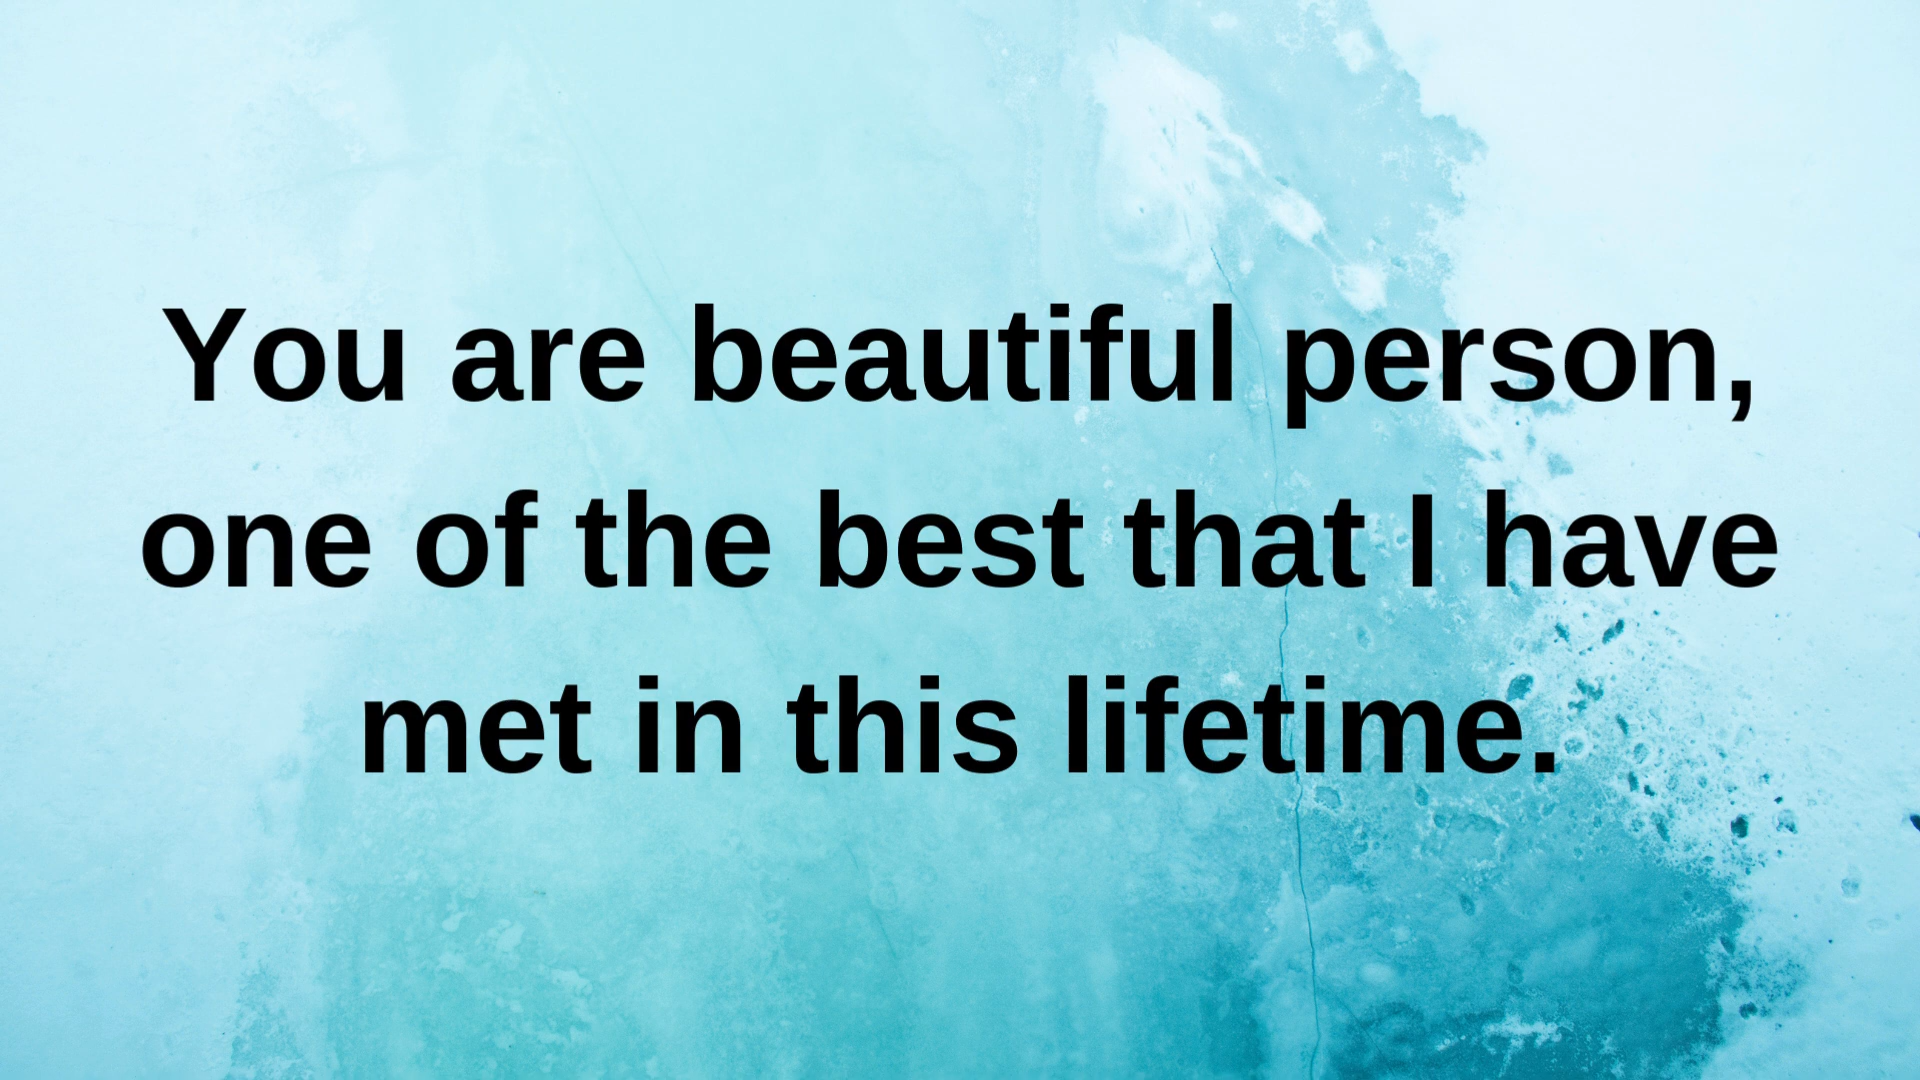 You are beautiful person,
one of the best that I have
met in this lifetime.